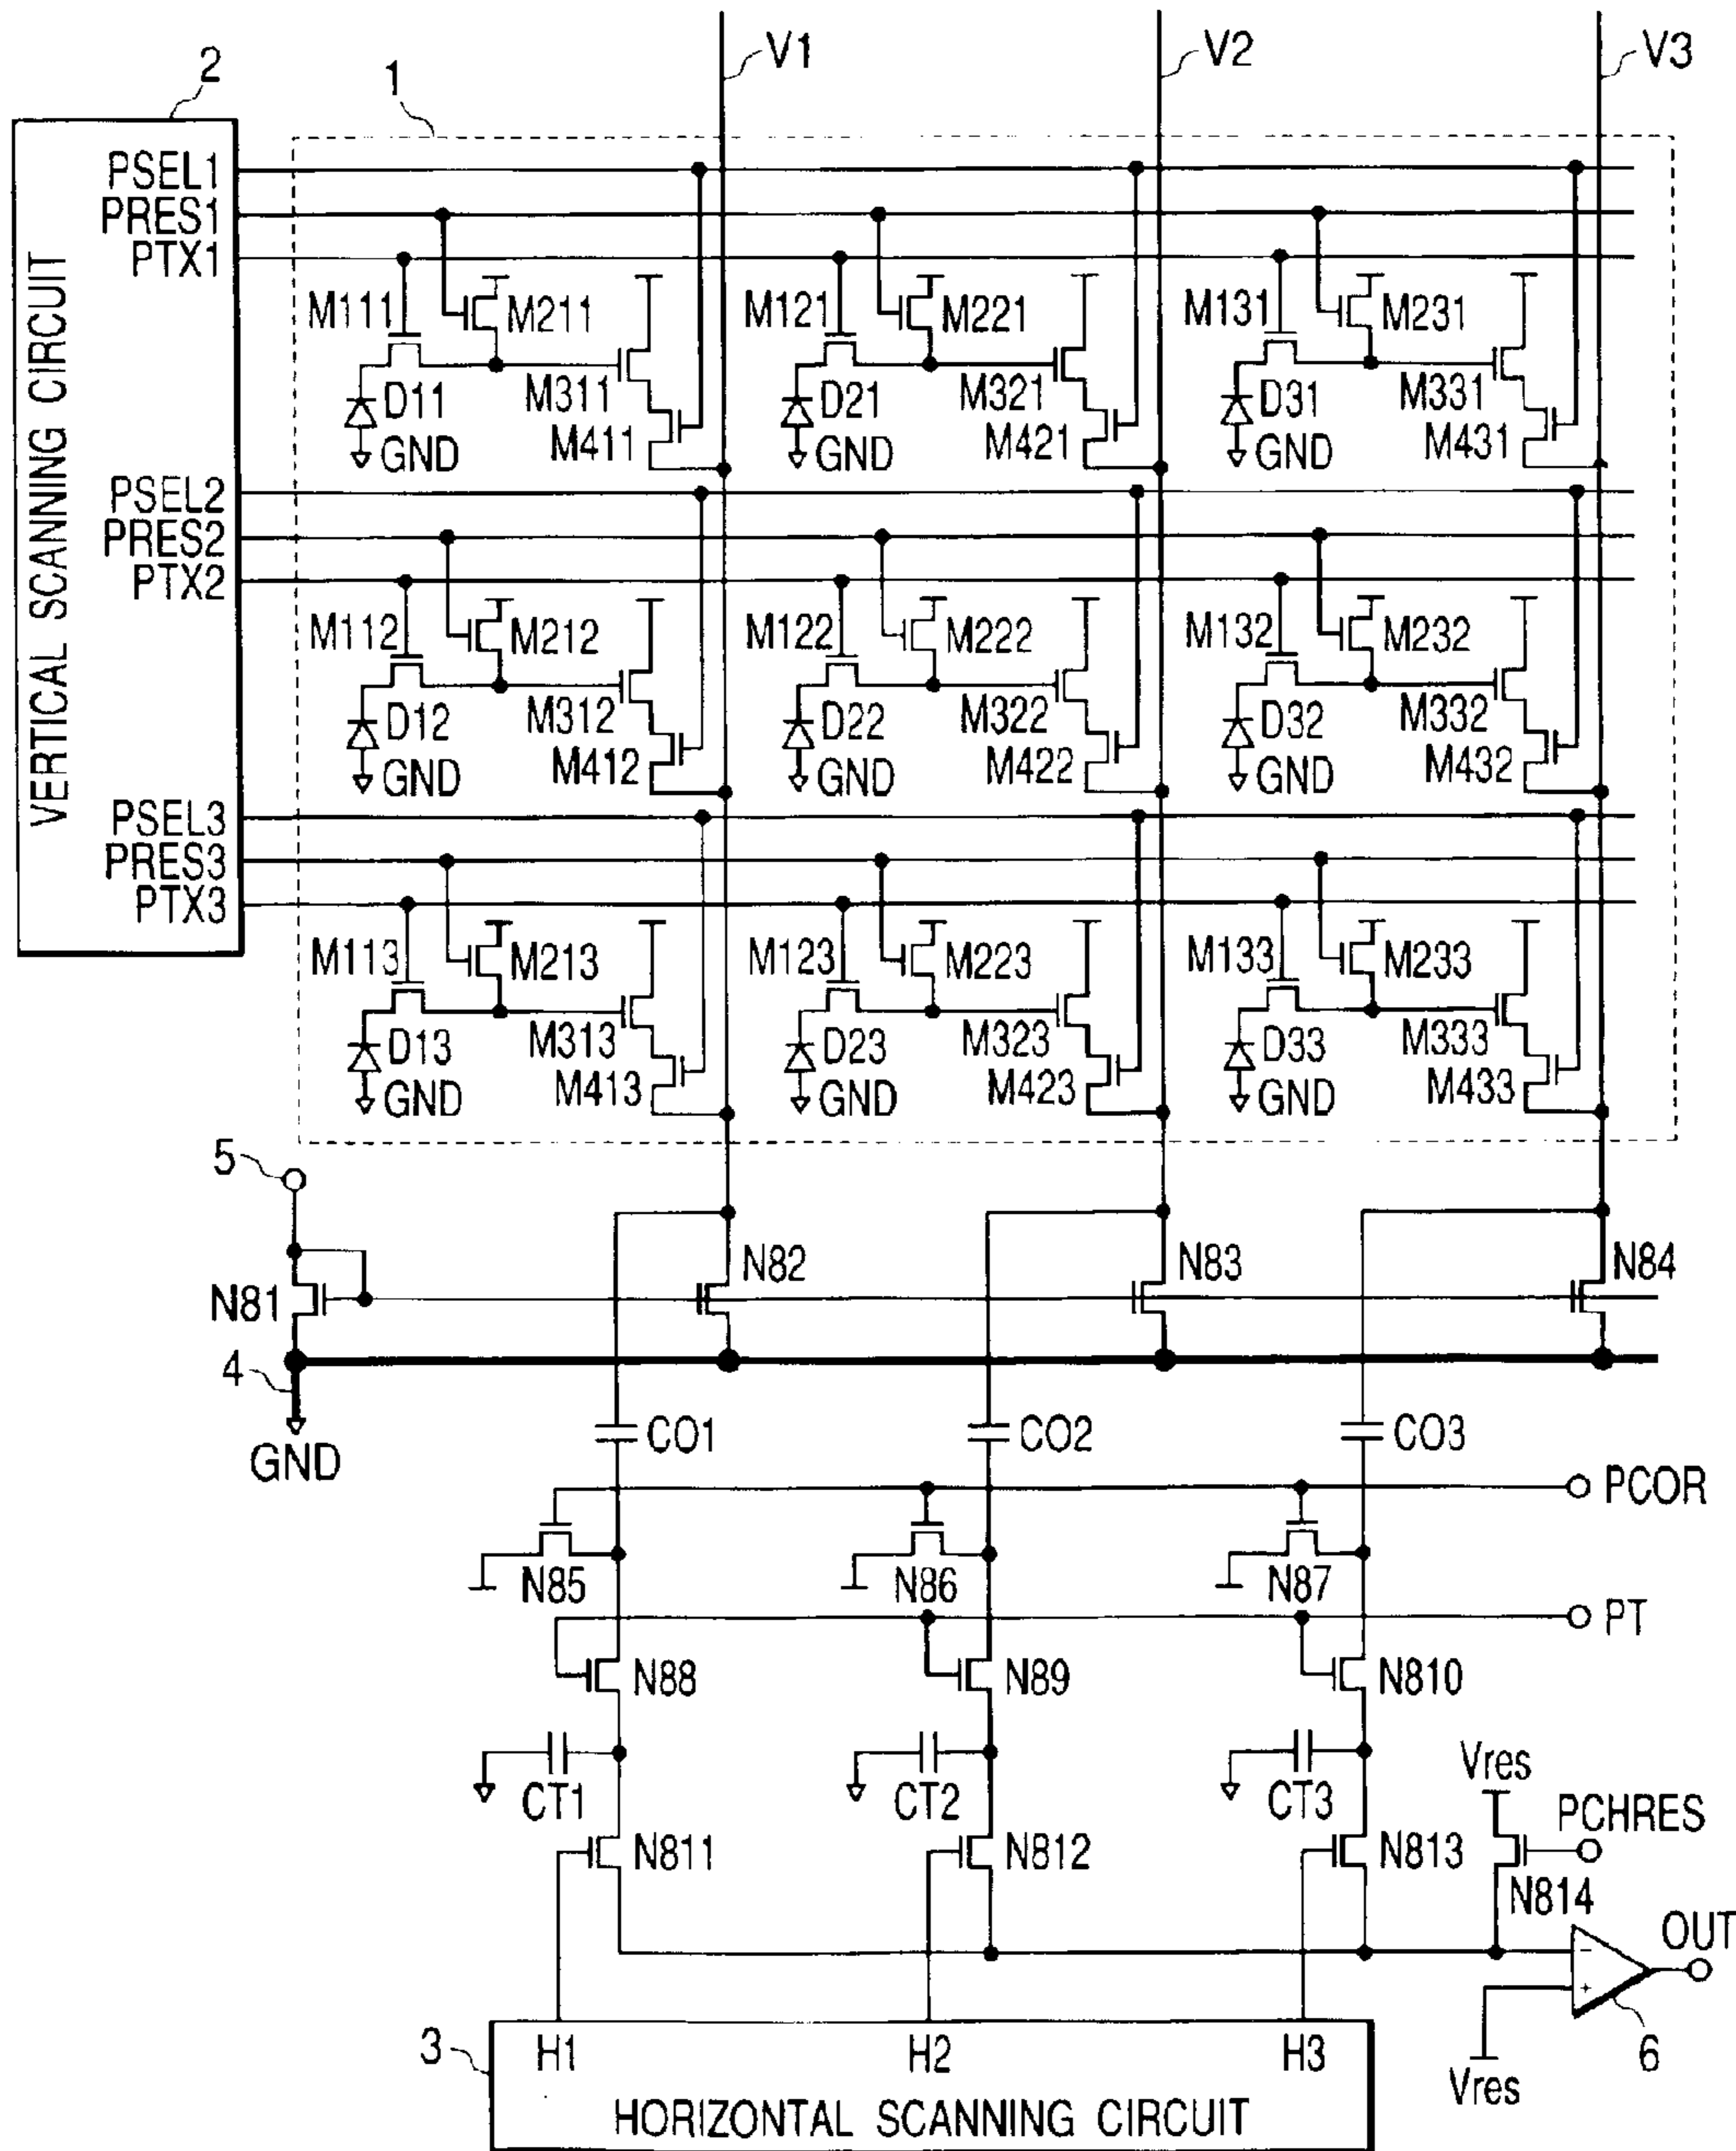 V1 V2 V3
2 1
VERTICAL SCANNING CIRCUIT
PSEL1
PRES1
PTX1
M111 M211 M121 M221 M131 M231
D11 M311 D21 M321 D31 M331
GND M411 GND M421 GND M431
PSEL2
PRES2
PTX2
M112 M212 M122 M222 M132 M232
D12 M312 D22 M322 D32 M332
GND M412 GND M422 GND M432
PSEL3
PRES3
PTX3
M113 M213 M123 M223 M133 M233
D13 M313 D23 M323 D33 M333
GND M413 GND M423 GND M433
5
N81 N82 N83 N84
4
GND
CO1 CO2 CO3
PCOR
N85 N86 N87
PT
N88 N89 N810
CT1 CT2 CT3
Vres
PCHRES
N811 N812 N813
N814
OUT
- +
6
Vres
3
H1 H2 H3
HORIZONTAL SCANNING CIRCUIT